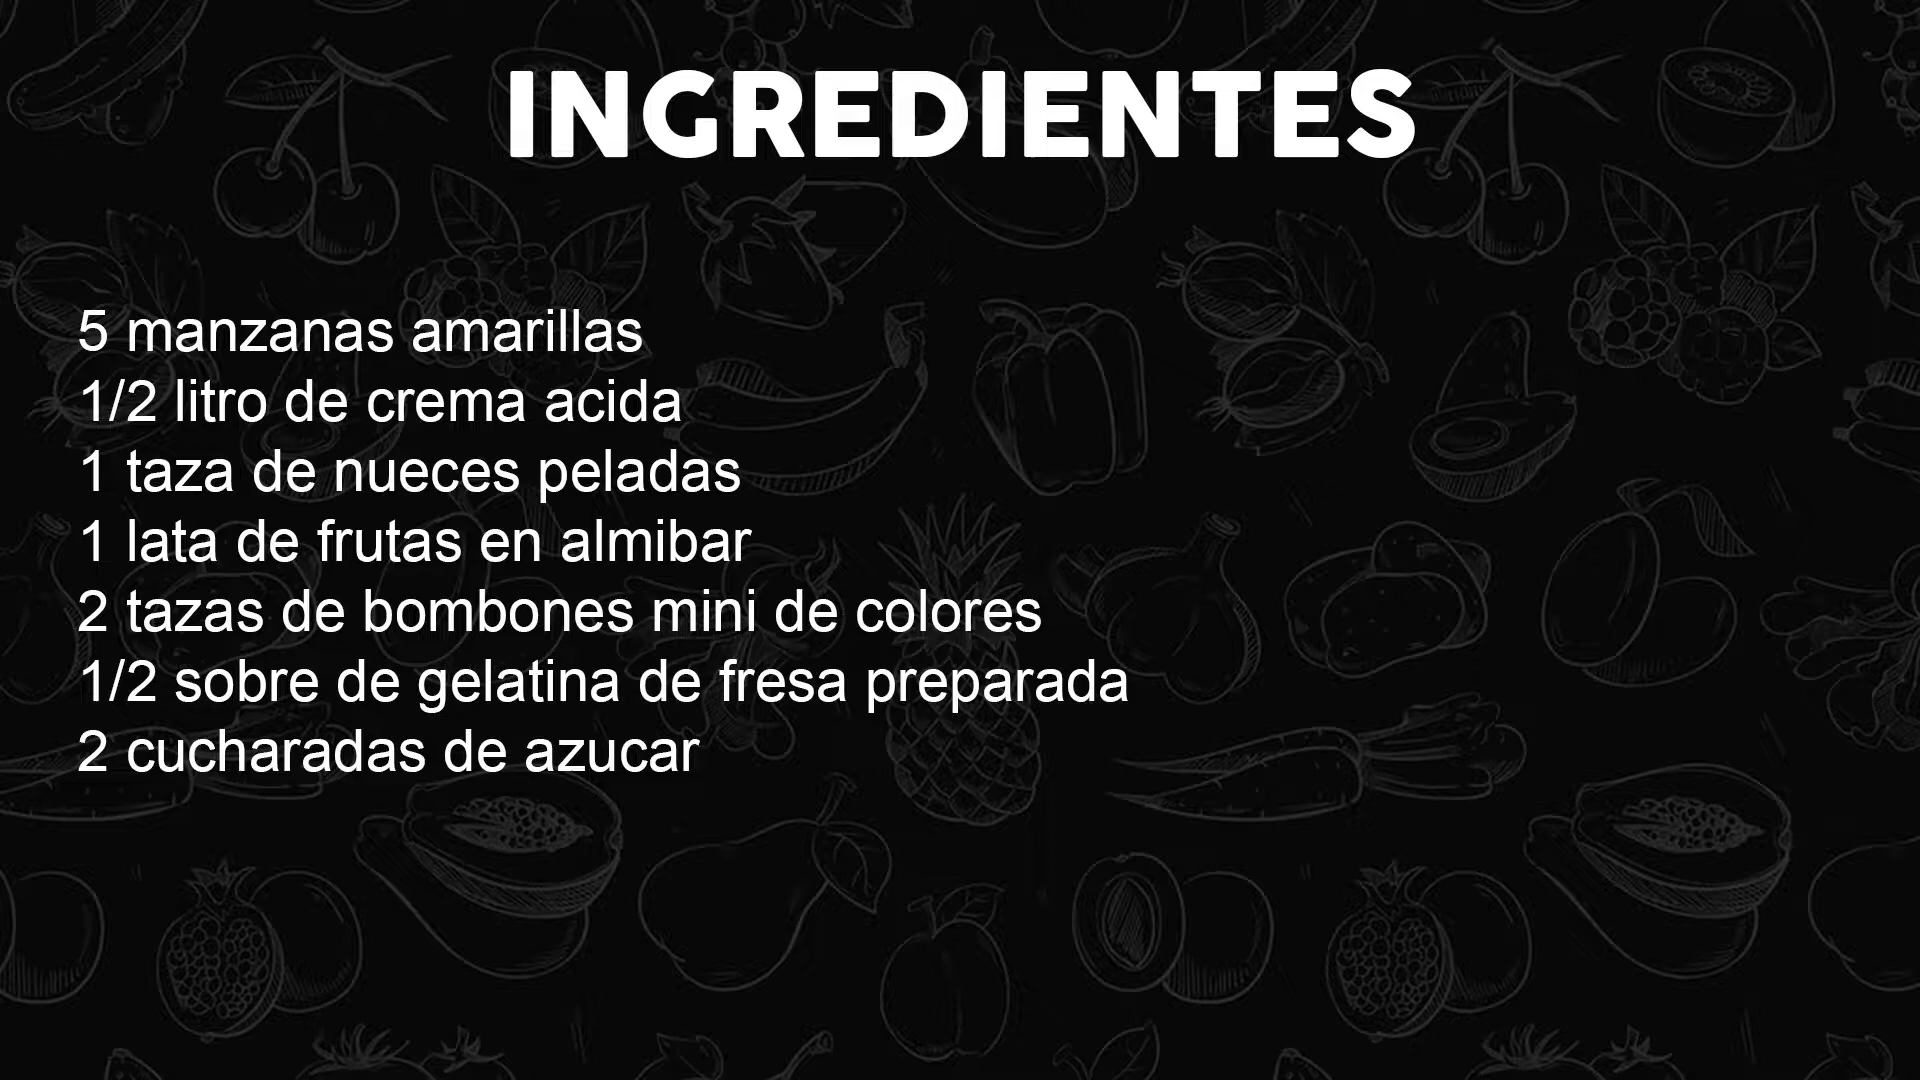 INGREDIENTES
5 manzanas amarillas
1/2 litro de crema acida
1 taza de nueces peladas
1 lata de frutas en almibar
2 tazas de bombones mini de colores
1/2 sobre de gelatina de fresa preparada
2 cucharadas de azucar